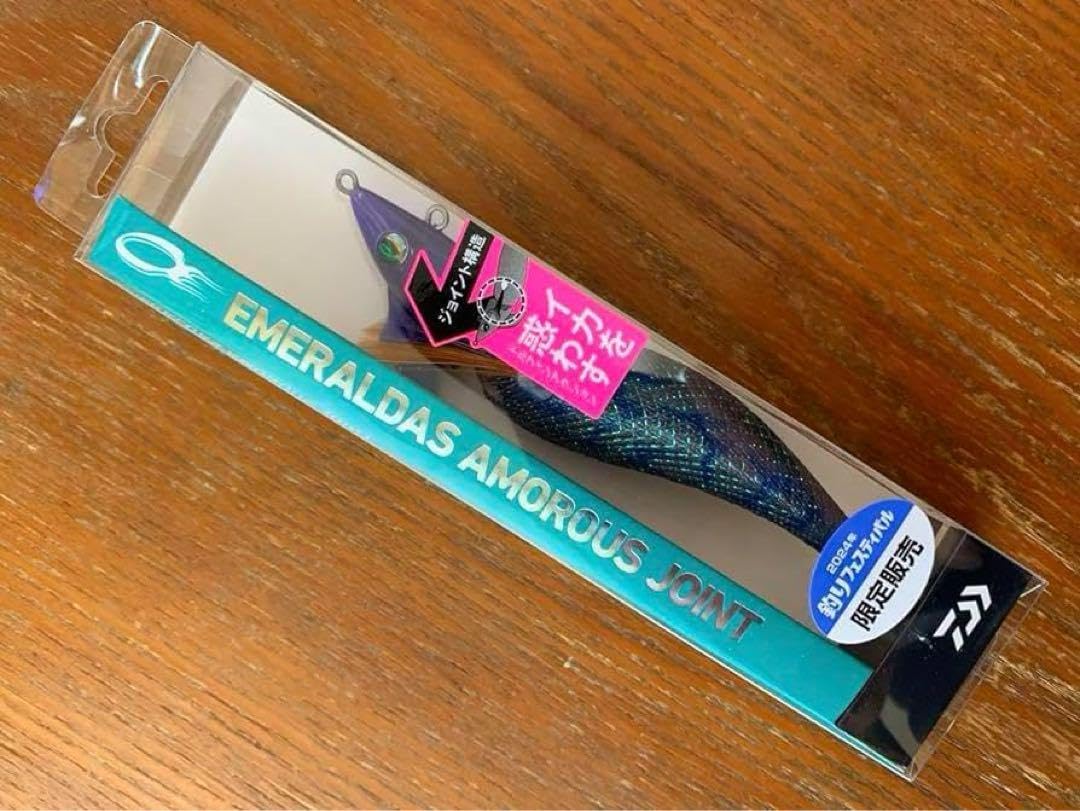 EMERALDAS AMOROUS JOINT
ジョイント構造
イカを
惑わす
2024年
釣りフェスティバル
限定販売